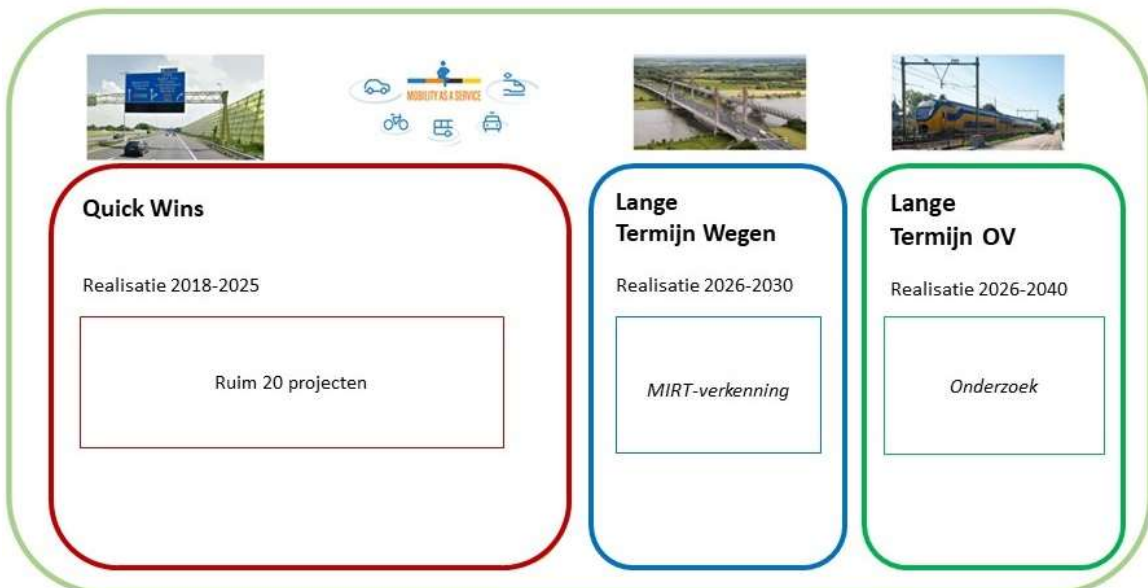 MOBILITY AS A SERVICE
Quick Wins
Realisatie 2018-2025
Ruim 20 projecten
Lange
Termijn Wegen
Realisatie 2026-2030
MIRT-verkenning
Lange
Termijn OV
Realisatie 2026-2040
Onderzoek